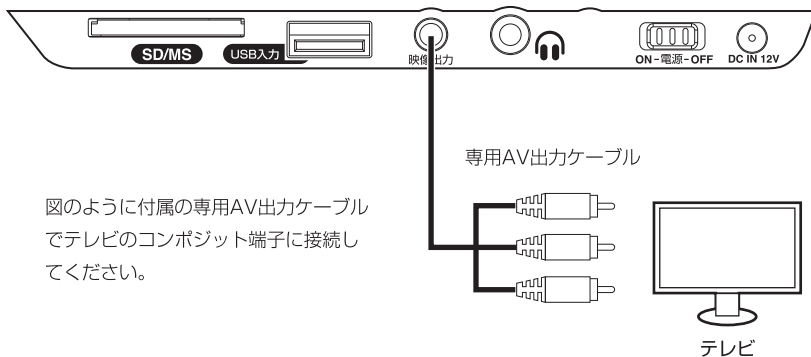 SD/MS
USB入力
映像出力
ON-電源-OFF
DC IN 12V
専用AV出力ケーブル
図のように付属の専用AV出力ケーブル
でテレビのコンポジット端子に接続し
てください。
テレビ